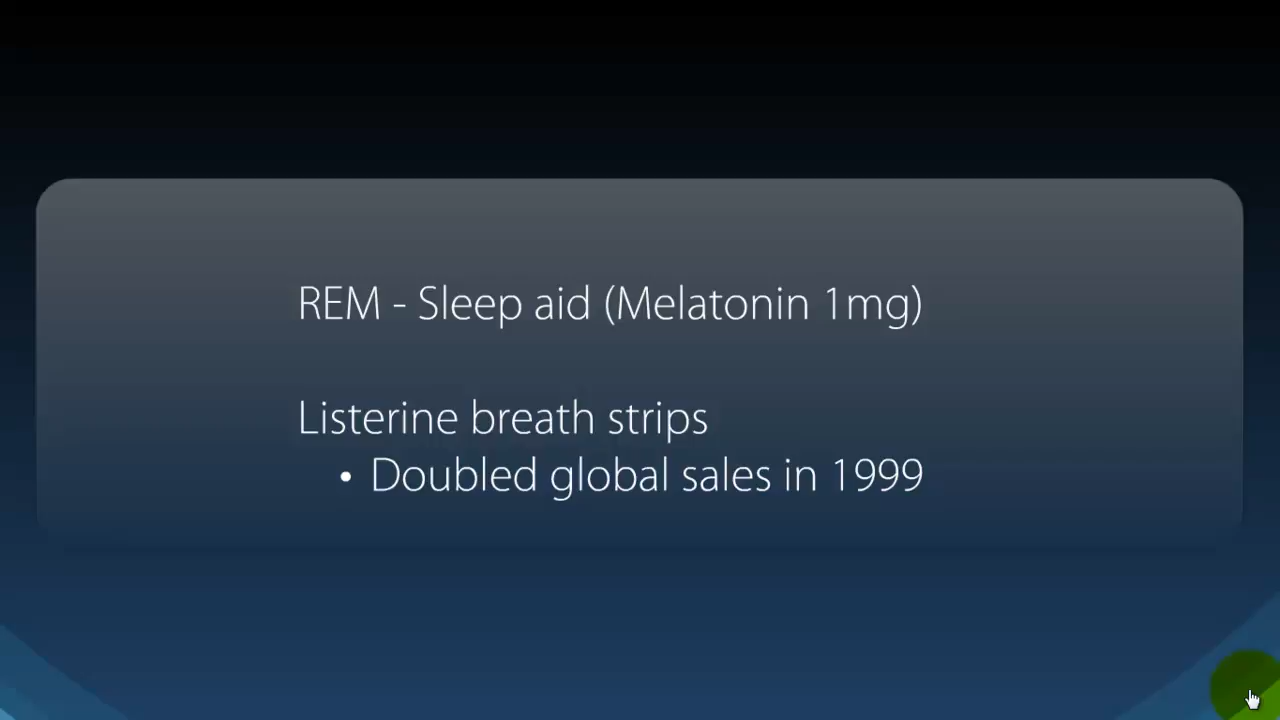 REM - Sleep aid (Melatonin 1mg)
Listerine breath strips
• Doubled global sales in 1999